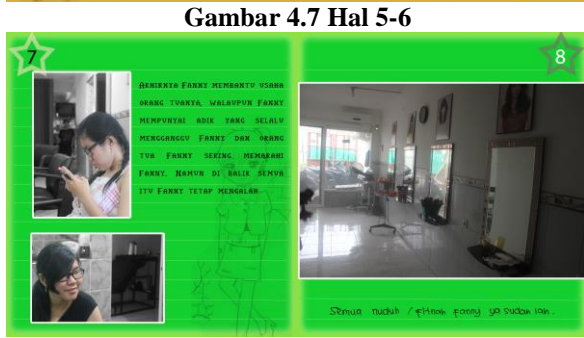 Gambar 4.7 Hal 5-6
7
AKHIRNYA FANNY MEMBANTU USAHA
ORANG TUANYA, WALAUPUN FANNY
MEMPUNYAI ADIK YANG SELALU
MENGGANGGU FANNY DAN ORANG
TUA FANNY SERING MEMARAHI
FANNY. NAMUN DI BALIK SEMUA
ITU FANNY TETAP MENGALAH
8
Semua nuduh / Fitnah Fanny ya sudah lah.